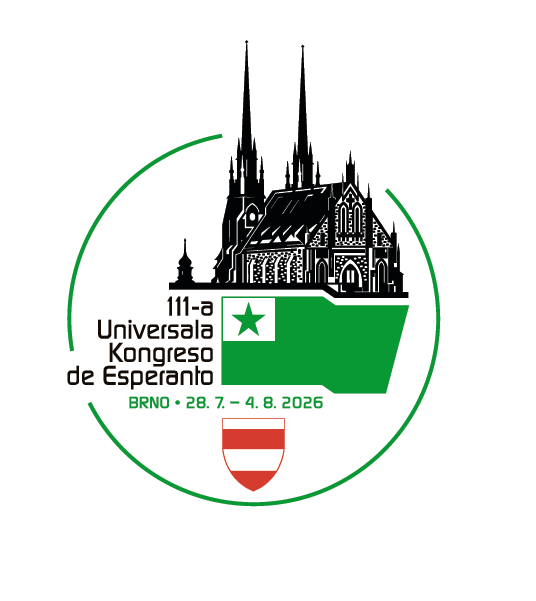 111-a
Universala
Kongreso
de Esperanto
BRNO • 28. 7. – 4. 8. 2026